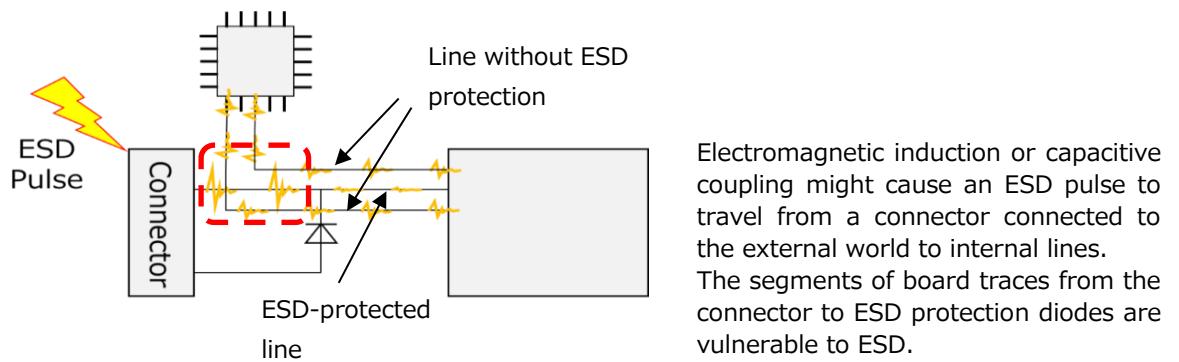 Line without ESD
protection
ESD
Pulse
Connector
ESD-protected
line
Electromagnetic induction or capacitive
coupling might cause an ESD pulse to
travel from a connector connected to
the external world to internal lines.
The segments of board traces from the
connector to ESD protection diodes are
vulnerable to ESD.